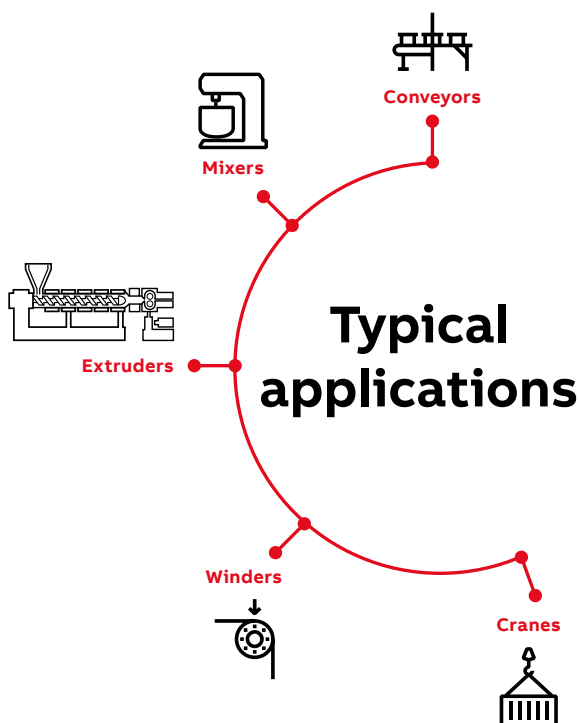 Conveyors
Mixers
Typical
applications
Extruders
Winders
Cranes